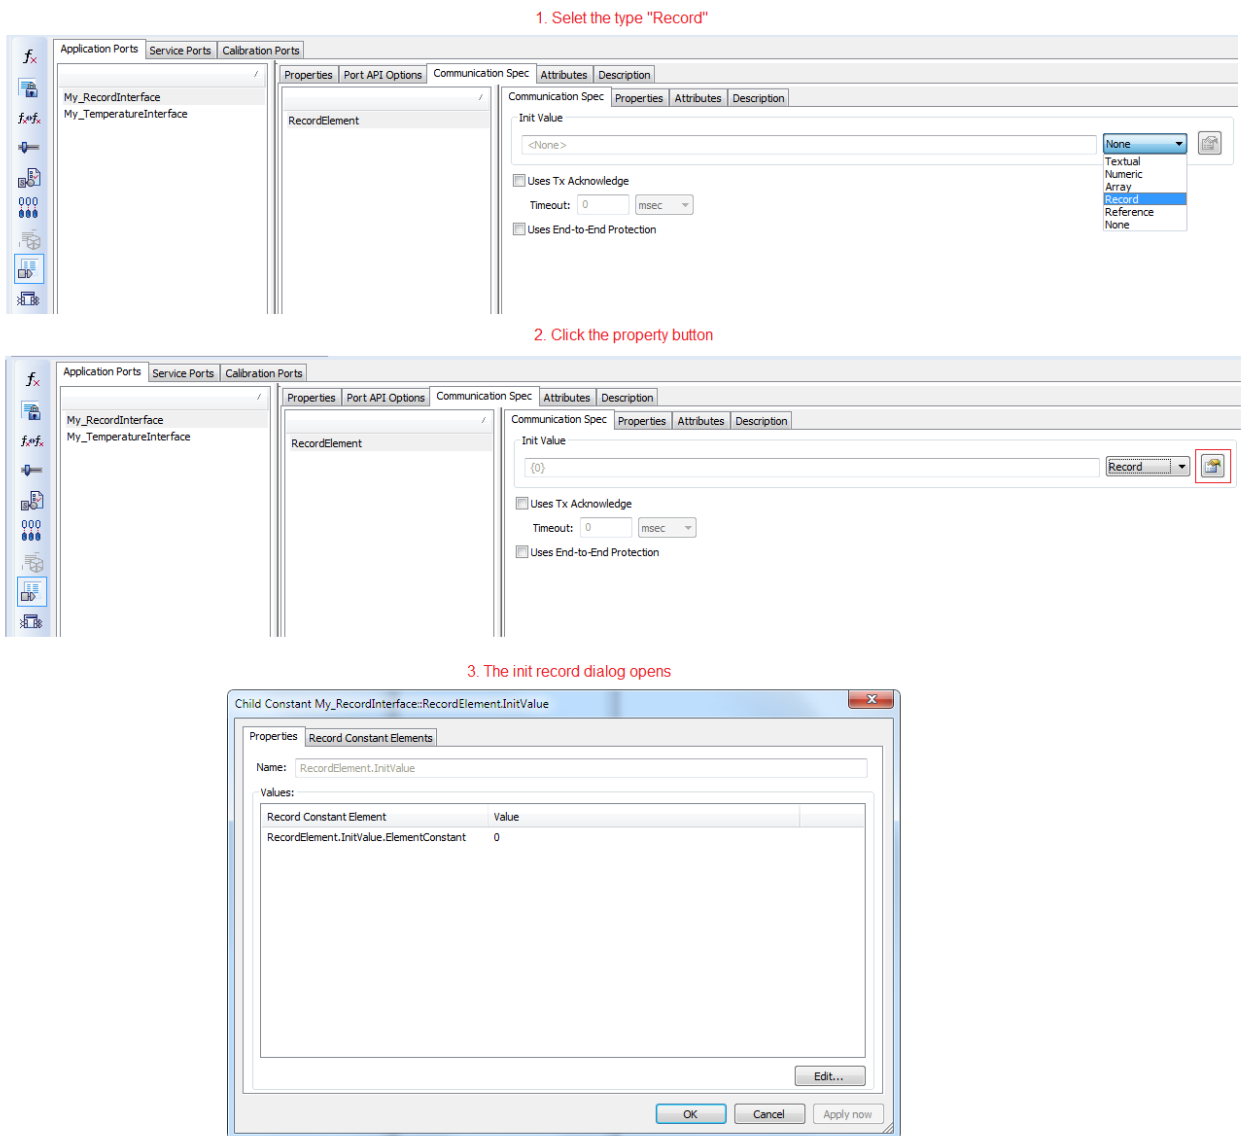 1. Selet the type "Record"
Application Ports Service Ports Calibration Ports
Properties Port API Options Communication Spec Attributes Description
My_RecordInterface
My_TemperatureInterface
RecordElement
Communication Spec Properties Attributes Description
Init Value
<None> None
Textual
Numeric
Array
Record
Reference
None
Uses Tx Acknowledge
Timeout: 0 msec
Uses End-to-End Protection
2. Click the property button
Application Ports Service Ports Calibration Ports
Properties Port API Options Communication Spec Attributes Description
My_RecordInterface
My_TemperatureInterface
RecordElement
Communication Spec Properties Attributes Description
Init Value
{0} Record
Uses Tx Acknowledge
Timeout: 0 msec
Uses End-to-End Protection
3. The init record dialog opens
Child Constant My_RecordInterface::RecordElement.InitValue
Properties Record Constant Elements
Name: RecordElement.InitValue
Values:
Record Constant Element Value
RecordElement.InitValue.ElementConstant 0
Edit...
OK Cancel Apply now